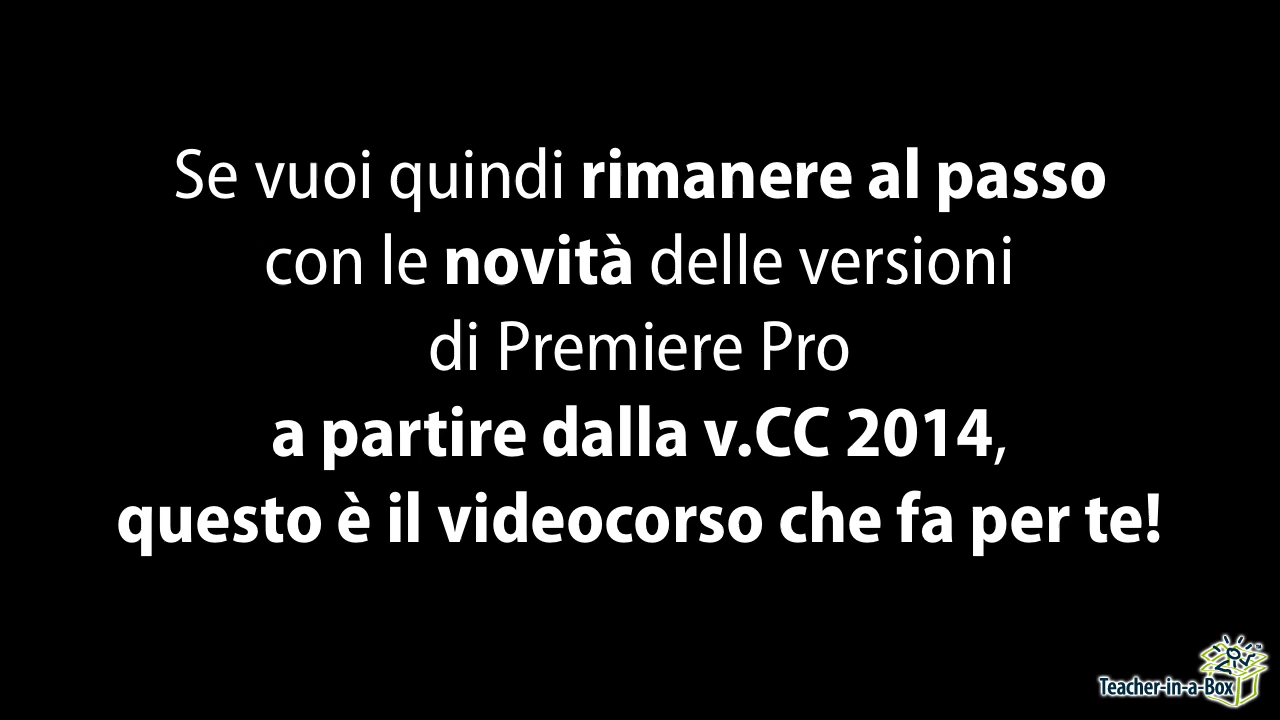 Se vuoi quindi rimanere al passo
con le novità delle versioni
di Premiere Pro
a partire dalla v.CC 2014,
questo è il videocorso che fa per te!
Teacher-in-a-Box